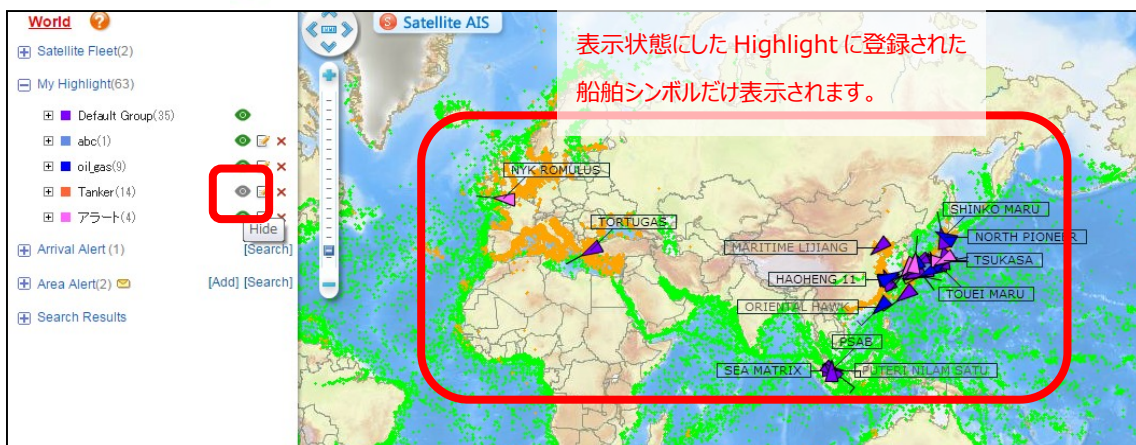 World
Satellite Fleet(2)
My Highlight(63)
Default Group(35)
abc(1)
oil_gas(9)
Tanker(14)
アラート(4)
Hide
Arrival Alert (1) [Search]
Area Alert(2) [Add] [Search]
Search Results
Satellite AIS
表示状態にした Highlight に登録された
船舶シンボルだけ表示されます。
NYK ROMULUS
TORTUGAS
SHINKO MARU
MARITIME LIJIANG
NORTH PIONEER
TSUKASA
HAOHENG 11
TOUEI MARU
ORIENTAL HAWK
PSAB
SEA MATRIX
PUTERI NILAM SATU